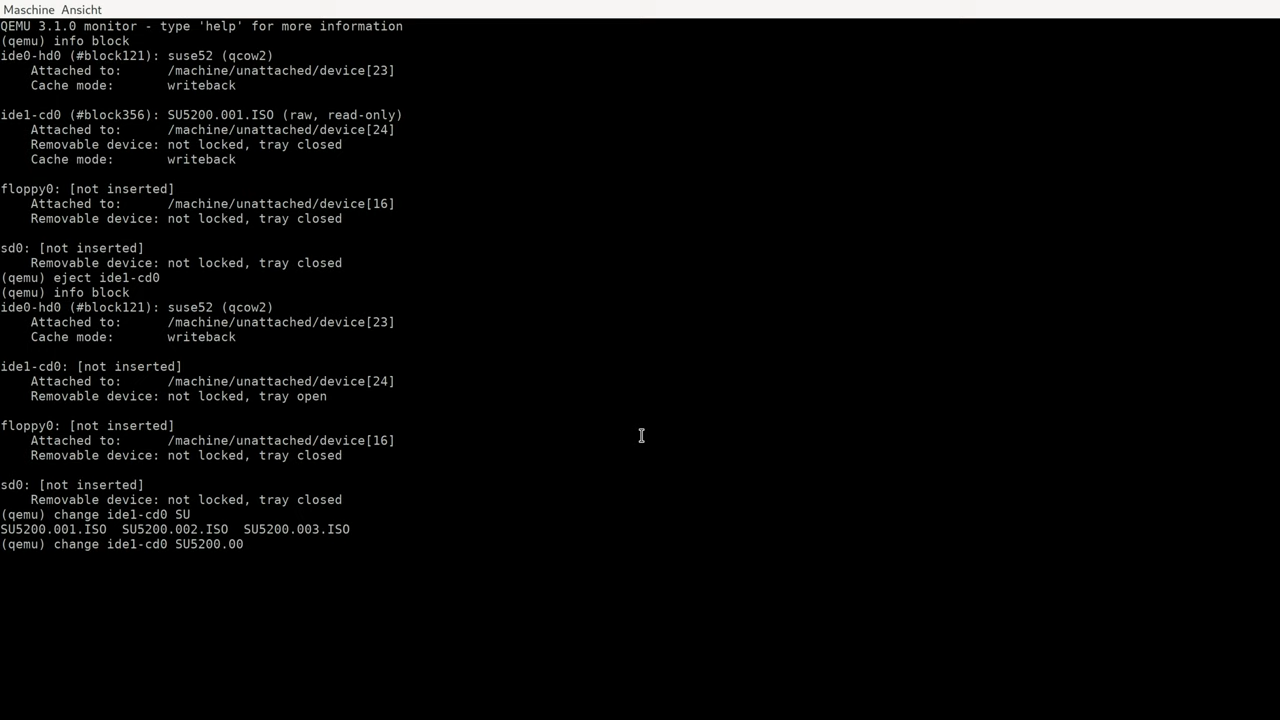 Maschine Ansicht
QEMU 3.1.0 monitor - type 'help' for more information
(qemu) info block
ide0-hd0 (#block121): suse52 (qcow2)
    Attached to:      /machine/unattached/device[23]
    Cache mode:       writeback

ide1-cd0 (#block356): SU5200.001.ISO (raw, read-only)
    Attached to:      /machine/unattached/device[24]
    Removable device: not locked, tray closed
    Cache mode:       writeback

floppy0: [not inserted]
    Attached to:      /machine/unattached/device[16]
    Removable device: not locked, tray closed

sd0: [not inserted]
    Removable device: not locked, tray closed
(qemu) eject ide1-cd0
(qemu) info block
ide0-hd0 (#block121): suse52 (qcow2)
    Attached to:      /machine/unattached/device[23]
    Cache mode:       writeback

ide1-cd0: [not inserted]
    Attached to:      /machine/unattached/device[24]
    Removable device: not locked, tray open

floppy0: [not inserted]
    Attached to:      /machine/unattached/device[16]
    Removable device: not locked, tray closed

sd0: [not inserted]
    Removable device: not locked, tray closed
(qemu) change ide1-cd0 SU
SU5200.001.ISO  SU5200.002.ISO  SU5200.003.ISO
(qemu) change ide1-cd0 SU5200.00